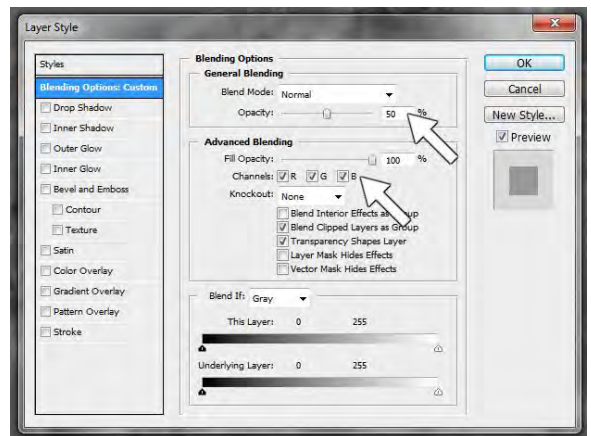 Layer Style
Styles
Blending Options: Custom
Drop Shadow
Inner Shadow
Outer Glow
Inner Glow
Bevel and Emboss
Contour
Texture
Satin
Color Overlay
Gradient Overlay
Pattern Overlay
Stroke
Blending Options
General Blending
Blend Mode: Normal
Opacity: 50 %
Advanced Blending
Fill Opacity: 100 %
Channels: R G B
Knockout: None
Blend Interior Effects as Group
Blend Clipped Layers as Group
Transparency Shapes Layer
Layer Mask Hides Effects
Vector Mask Hides Effects
Blend If: Gray
This Layer: 0 255
Underlying Layer: 0 255
OK
Cancel
New Style...
Preview